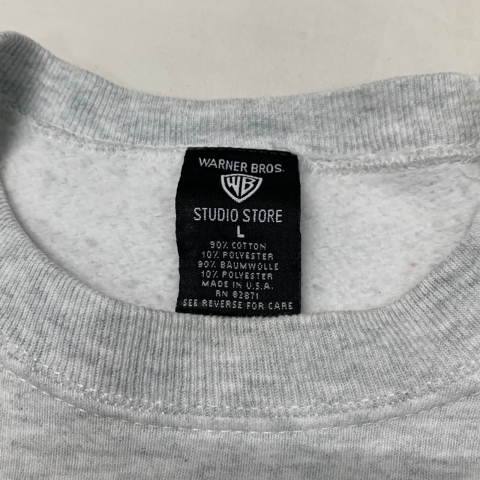 WARNER BROS.
WB
STUDIO STORE
L
90% COTTON
10% POLYESTER
90% BAUMWOLLE
10% POLYESTER
MADE IN U.S.A.
RN 82871
SEE REVERSE FOR CARE